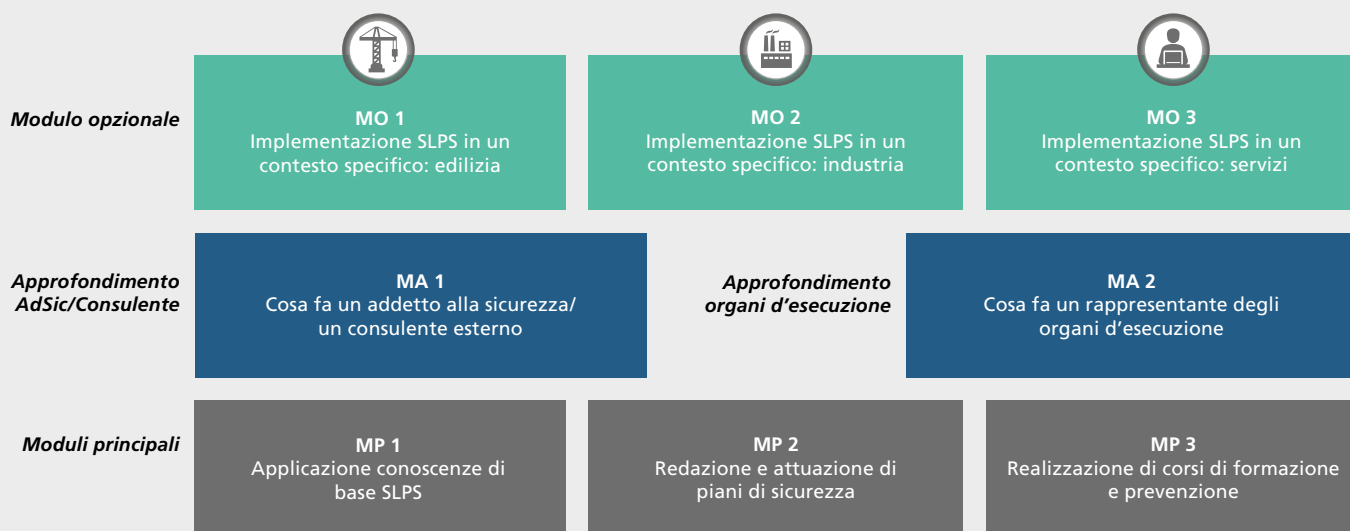 Modulo opzionale
MO 1
Implementazione SLPS in un
contesto specifico: edilizia
MO 2
Implementazione SLPS in un
contesto specifico: industria
MO 3
Implementazione SLPS in un
contesto specifico: servizi
Approfondimento
AdSic/Consulente
MA 1
Cosa fa un addetto alla sicurezza/
un consulente esterno
Approfondimento
organi d’esecuzione
MA 2
Cosa fa un rappresentante degli
organi d’esecuzione
Moduli principali
MP 1
Applicazione conoscenze di
base SLPS
MP 2
Redazione e attuazione di
piani di sicurezza
MP 3
Realizzazione di corsi di formazione
e prevenzione